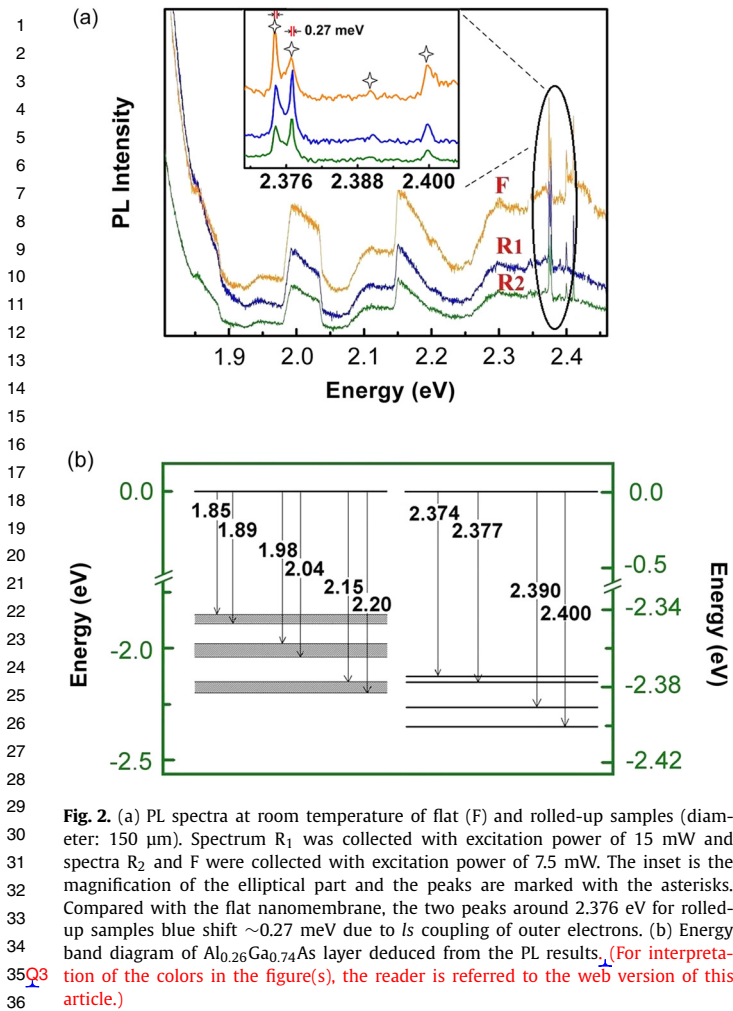 1
2
3
4
5
6
7
8
9
10
11
12
13
14
15
16
17
18
19
20
21
22
23
24
25
26
27
28
29
30
31
32
33
34
35
36
(a)
0.27 meV
2.376 2.388 2.400
PL Intensity
F
R1
R2
1.9 2.0 2.1 2.2 2.3 2.4
Energy (eV)
(b)
0.0
-2.0
-2.5
Energy (eV)
1.85
1.89
1.98
2.04
2.15
2.20
2.374
2.377
2.390
2.400
0.0
-0.5
-2.34
-2.38
-2.42
Energy (eV)
Fig. 2. (a) PL spectra at room temperature of flat (F) and rolled-up samples (diam-
eter: 150 μm). Spectrum R₁ was collected with excitation power of 15 mW and
spectra R₂ and F were collected with excitation power of 7.5 mW. The inset is the
magnification of the elliptical part and the peaks are marked with the asterisks.
Compared with the flat nanomembrane, the two peaks around 2.376 eV for rolled-
up samples blue shift ~0.27 meV due to ls coupling of outer electrons. (b) Energy
band diagram of Al₀.₂₆Ga₀.₇₄As layer deduced from the PL results. (For interpreta-
Q3 tion of the colors in the figure(s), the reader is referred to the web version of this
article.)